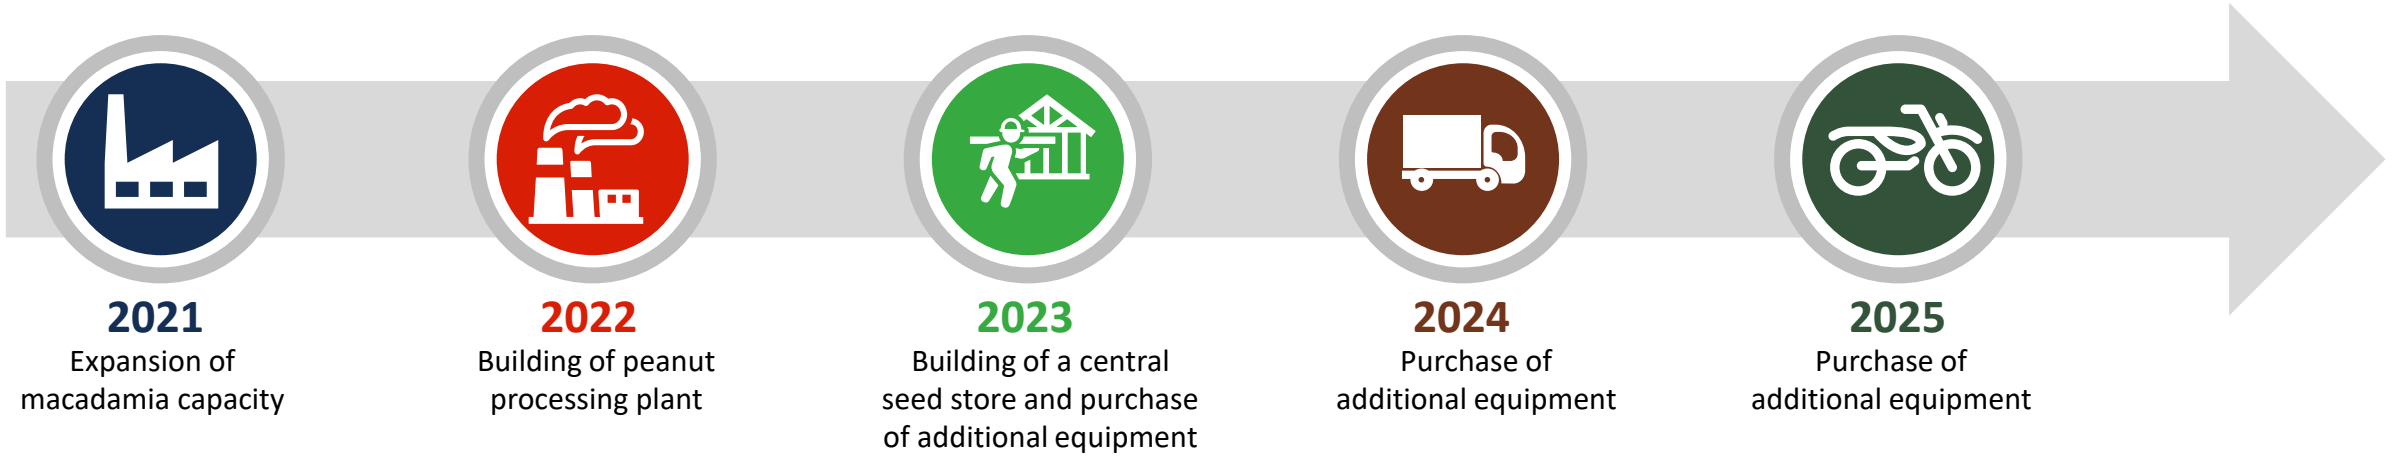 2021
Expansion of
macadamia capacity
2022
Building of peanut
processing plant
2023
Building of a central
seed store and purchase
of additional equipment
2024
Purchase of
additional equipment
2025
Purchase of
additional equipment